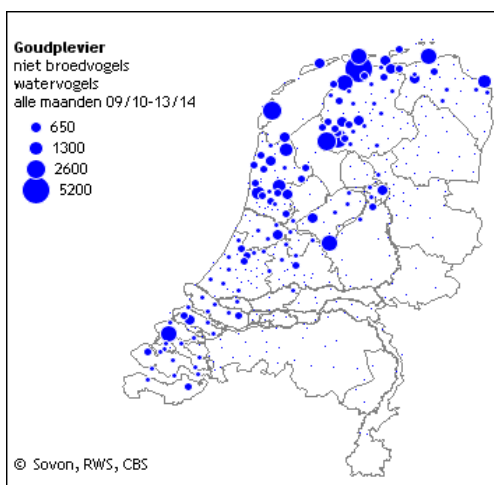 Goudplevier
niet broedvogels
watervogels
alle maanden 09/10-13/14
650
1300
2600
5200
© Sovon, RWS, CBS